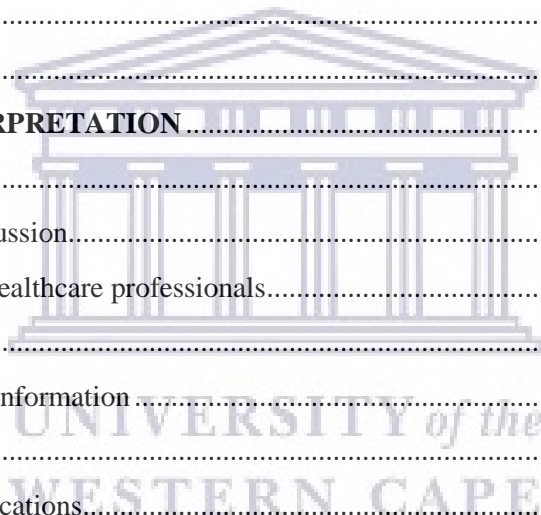 ................................................................
................................................................
RPRETATION................................................
................................................................
ussion............................................................
ealthcare professionals....................................
................................................................
nformation....................................................
UNIVERSITY of the
................................................................
WESTERN CAPE
cations..........................................................